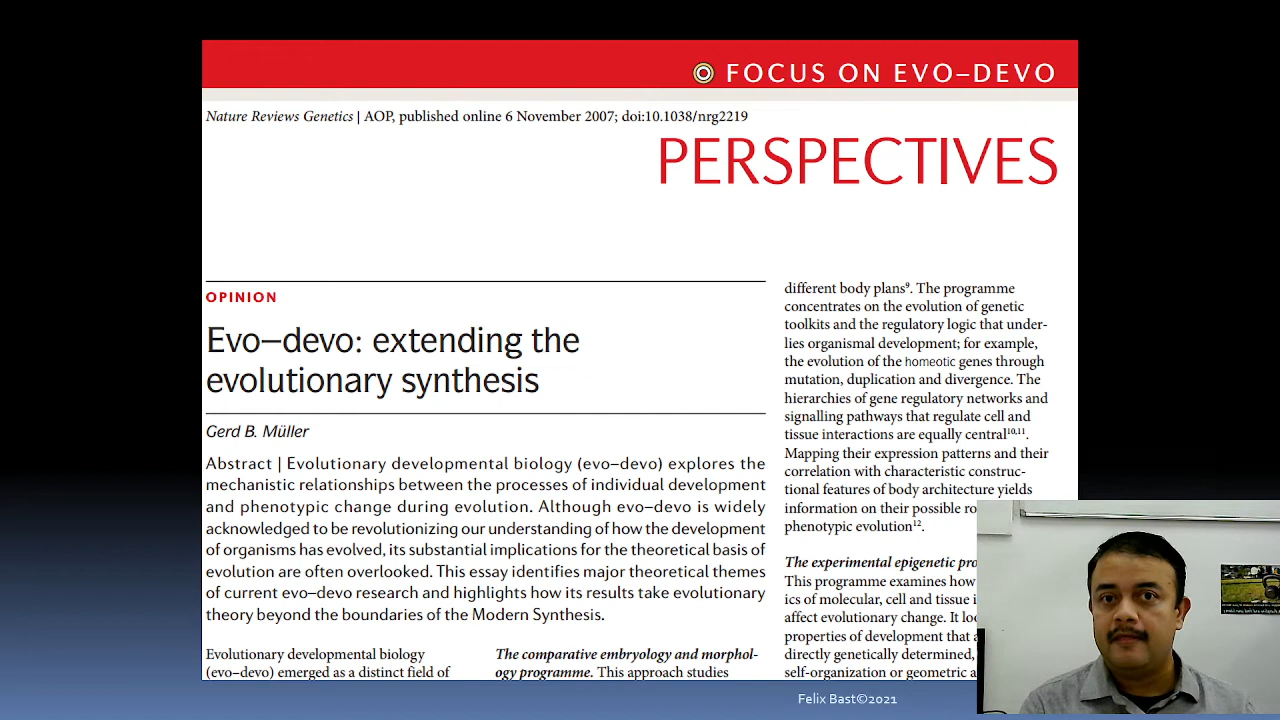 FOCUS ON EVO–DEVO
Nature Reviews Genetics | AOP, published online 6 November 2007; doi:10.1038/nrg2219
PERSPECTIVES
OPINION
Evo–devo: extending the
evolutionary synthesis
Gerd B. Müller
Abstract | Evolutionary developmental biology (evo–devo) explores the
mechanistic relationships between the processes of individual development
and phenotypic change during evolution. Although evo–devo is widely
acknowledged to be revolutionizing our understanding of how the development
of organisms has evolved, its substantial implications for the theoretical basis of
evolution are often overlooked. This essay identifies major theoretical themes
of current evo–devo research and highlights how its results take evolutionary
theory beyond the boundaries of the Modern Synthesis.
Evolutionary developmental biology
(evo–devo) emerged as a distinct field of
The comparative embryology and morphol-
ogy programme. This approach studies
different body plans⁹. The programme
concentrates on the evolution of genetic
toolkits and the regulatory logic that under-
lies organismal development; for example,
the evolution of the homeotic genes through
mutation, duplication and divergence. The
hierarchies of gene regulatory networks and
signalling pathways that regulate cell and
tissue interactions are equally central¹⁰,¹¹.
Mapping their expression patterns and their
correlation with characteristic construc-
tional features of body architecture yields
information on their possible ro
phenotypic evolution¹².
The experimental epigenetic pro
This programme examines how
ics of molecular, cell and tissue i
affect evolutionary change. It loo
properties of development that a
directly genetically determined,
self-organization or geometric a
Felix Bast©2021